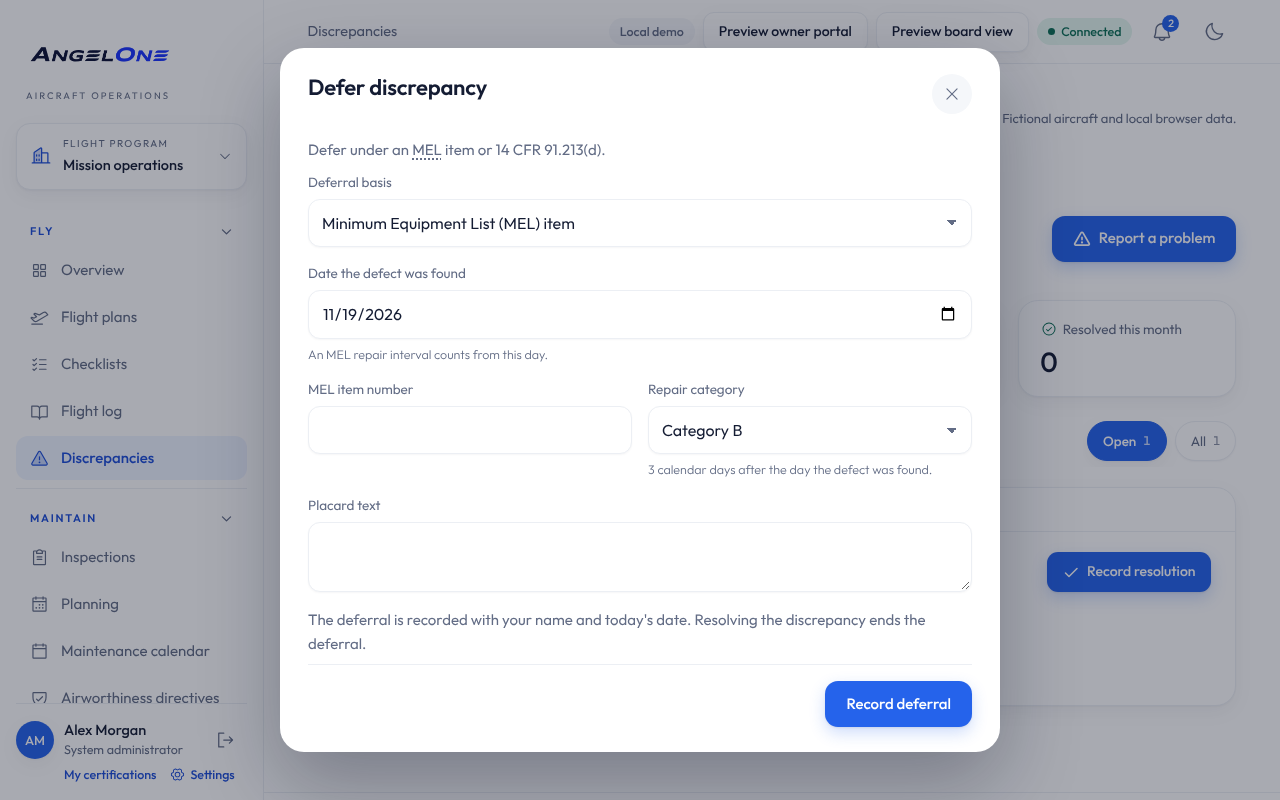 ANGELONE
AIRCRAFT OPERATIONS
FLIGHT PROGRAM
Mission operations
FLY
Overview
Flight plans
Checklists
Flight log
Discrepancies
MAINTAIN
Inspections
Planning
Maintenance calendar
Airworthiness directives
AM
Alex Morgan
System administrator
My certifications
Settings
Discrepancies
Local demo
Preview owner portal
Preview board view
Connected
2
Fictional aircraft and local browser data.
Report a problem
Resolved this month
0
Open 1
All 1
Record resolution
Defer discrepancy
Defer under an MEL item or 14 CFR 91.213(d).
Deferral basis
Minimum Equipment List (MEL) item
Date the defect was found
11/19/2026
An MEL repair interval counts from this day.
MEL item number
Repair category
Category B
3 calendar days after the day the defect was found.
Placard text
The deferral is recorded with your name and today's date. Resolving the discrepancy ends the
deferral.
Record deferral